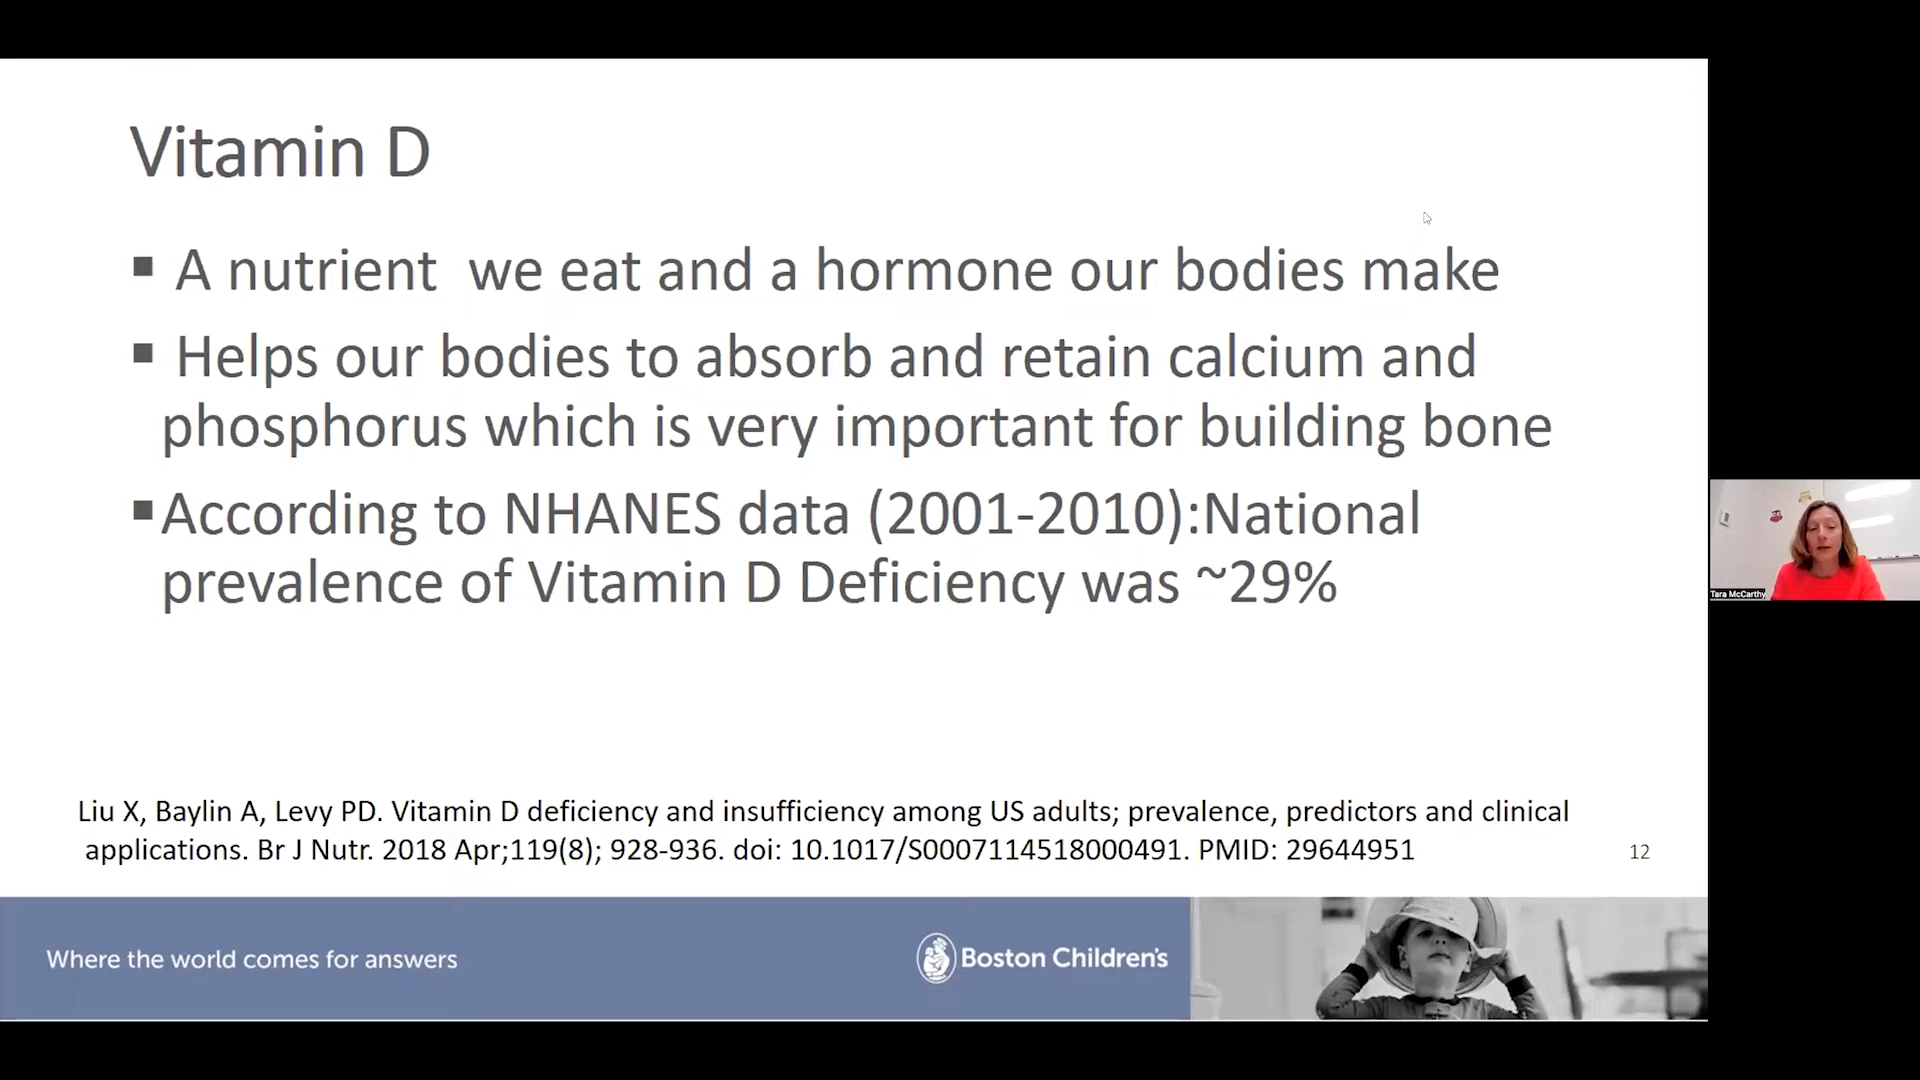 Vitamin D
▪ A nutrient  we eat and a hormone our bodies make
▪ Helps our bodies to absorb and retain calcium and
phosphorus which is very important for building bone
▪According to NHANES data (2001-2010):National
prevalence of Vitamin D Deficiency was ~29%
Tara McCarthy
Liu X, Baylin A, Levy PD. Vitamin D deficiency and insufficiency among US adults; prevalence, predictors and clinical
applications. Br J Nutr. 2018 Apr;119(8); 928-936. doi: 10.1017/S0007114518000491. PMID: 29644951
12
Where the world comes for answers
Boston Children's